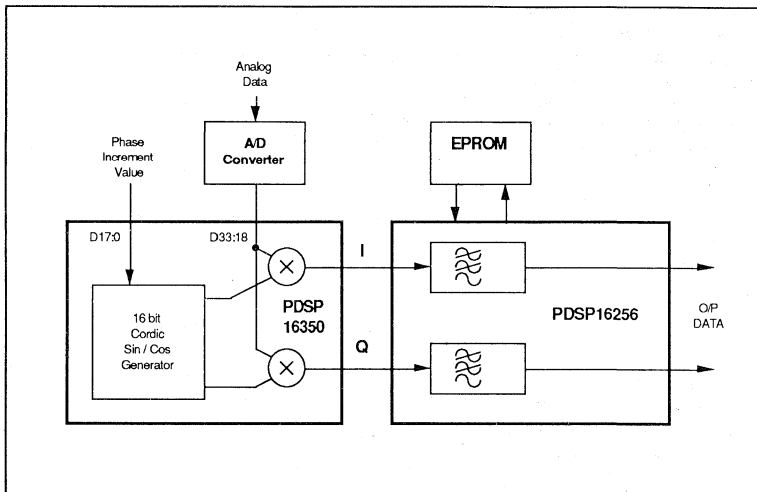 Analog
Data
Phase
Increment
Value
A/D
Converter
EPROM
D17:0
D33:18
I
16 bit
Cordic
Sin / Cos
Generator
PDSP
16350
Q
PDSP16256
O/P
DATA